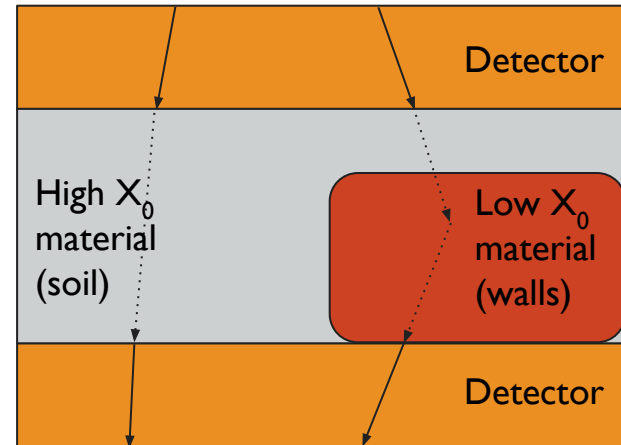 Detector
High X₀
material
(soil)
Low X₀
material
(walls)
Detector